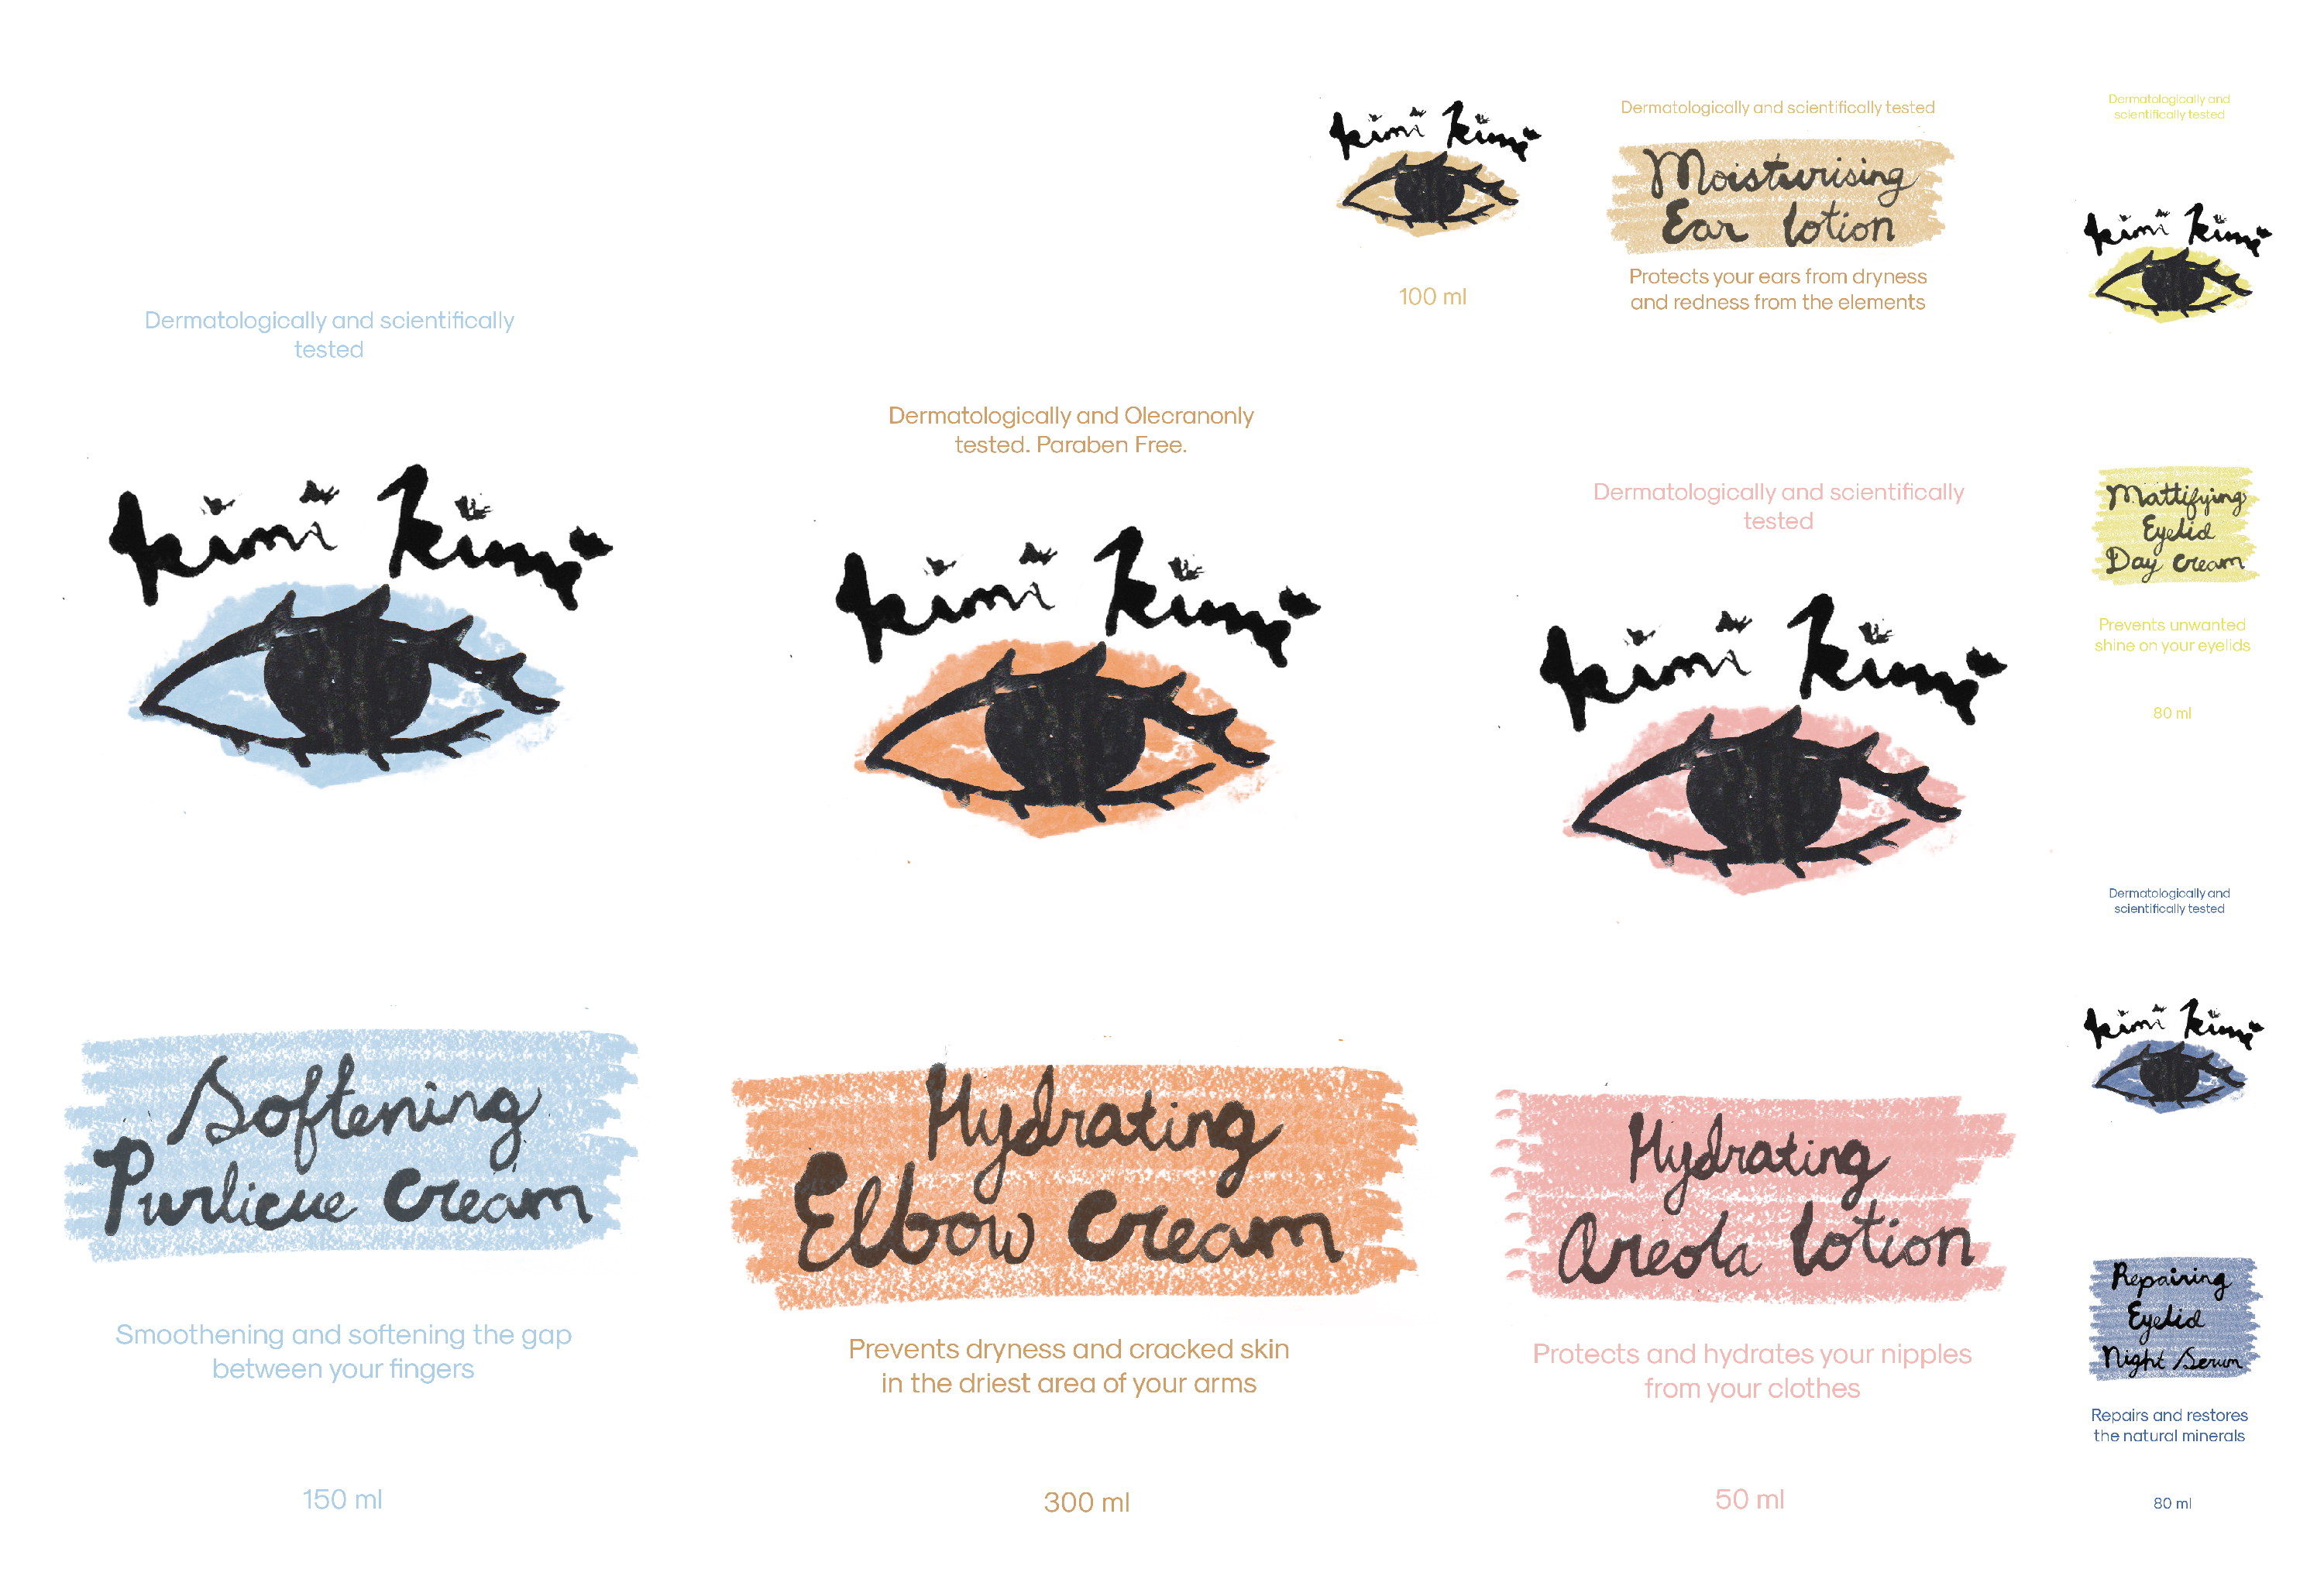 Dermatologically and scientifically
tested
kimi kimi
Softening
Purlicue Cream
Smoothening and softening the gap
between your fingers
150 ml
Dermatologically and Olecranonly
tested. Paraben Free.
kimi kimi
Hydrating
Elbow Cream
Prevents dryness and cracked skin
in the driest area of your arms
300 ml
kimi kimi
100 ml
Dermatologically and scientifically tested
Moisturising
Ear lotion
Protects your ears from dryness
and redness from the elements
Dermatologically and scientifically
tested
kimi kimi
Hydrating
Areola lotion
Protects and hydrates your nipples
from your clothes
50 ml
Dermatologically and
scientifically tested
kimi kimi
Mattifying
Eyelid
Day Cream
Prevents unwanted
shine on your eyelids
80 ml
Dermatologically and
scientifically tested
kimi kimi
Repairing
Eyelid
Night Serum
Repairs and restores
the natural minerals
80 ml